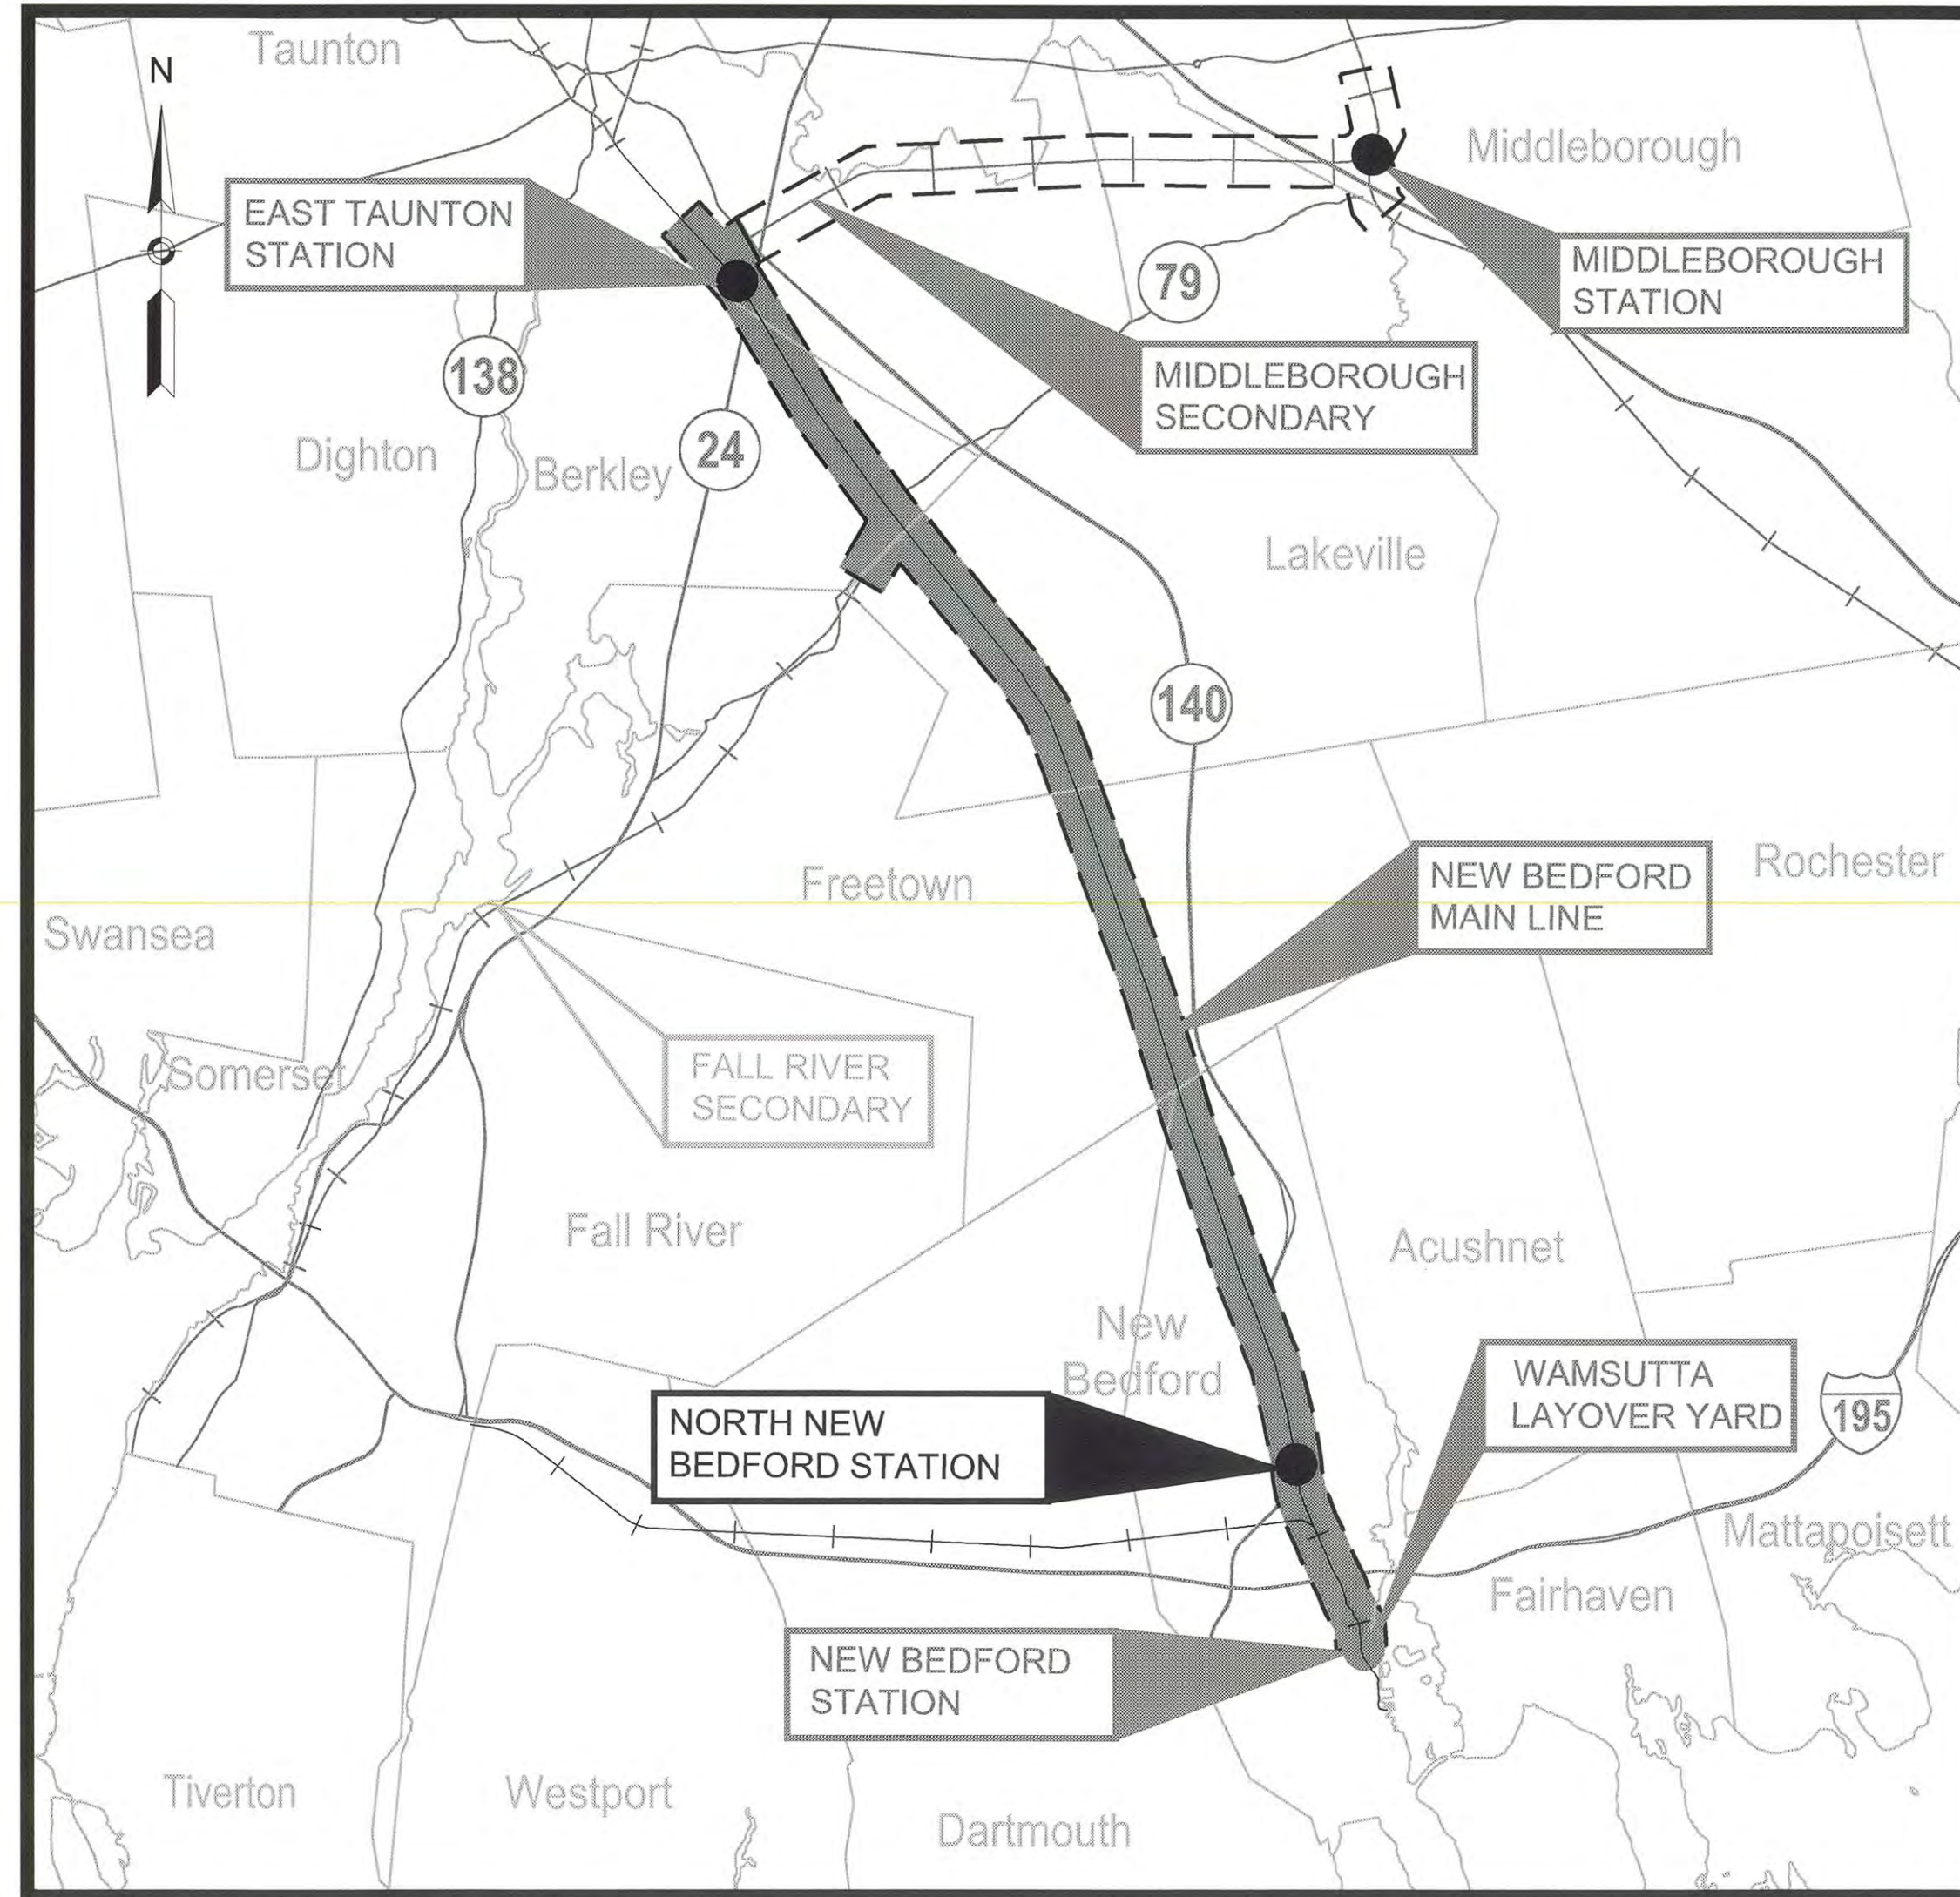 Taunton
N
Middleborough
EAST TAUNTON
STATION
MIDDLEBOROUGH
STATION
79
138
MIDDLEBOROUGH
SECONDARY
24
Dighton
Berkley
Lakeville
140
Freetown
NEW BEDFORD
MAIN LINE
Rochester
Swansea
Somerset
FALL RIVER
SECONDARY
Fall River
Acushnet
New
Bedford
WAMSUTTA
LAYOVER YARD
195
NORTH NEW
BEDFORD STATION
Mattapoisett
Fairhaven
NEW BEDFORD
STATION
Tiverton
Westport
Dartmouth